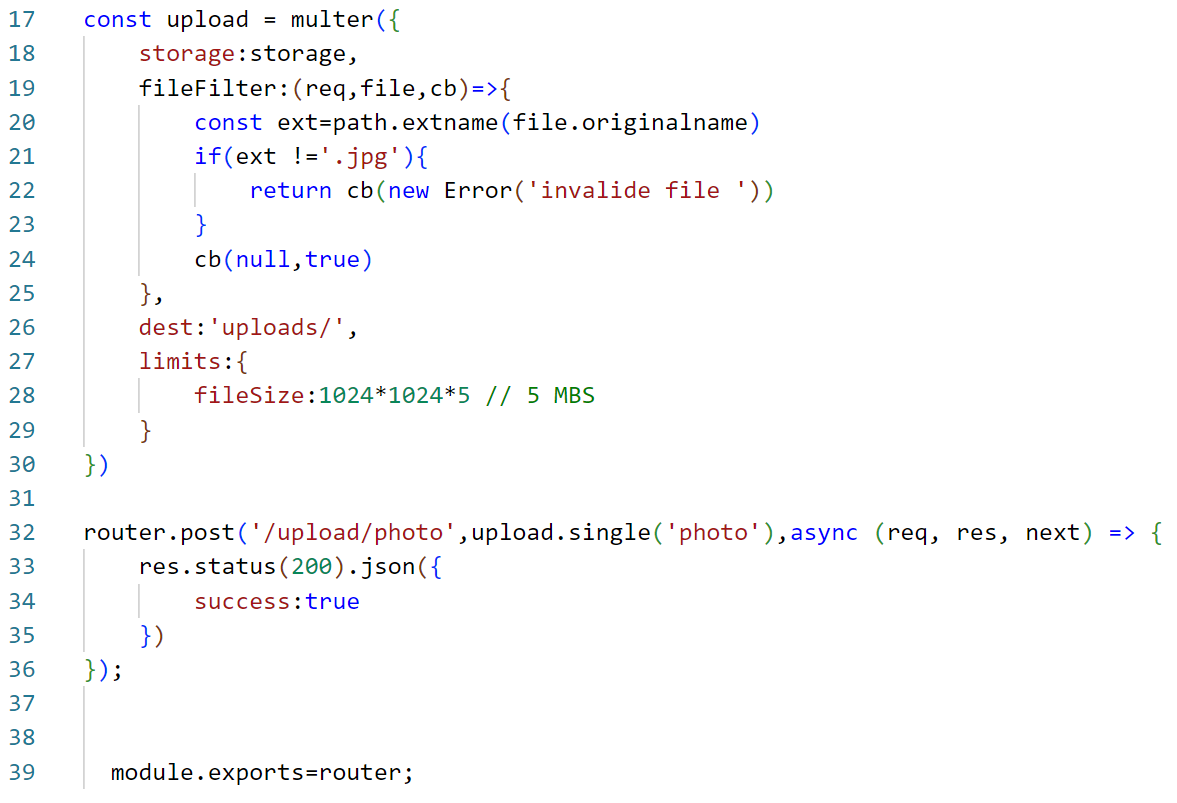 17 const upload = multer({
18 storage:storage,
19 fileFilter:(req,file,cb)=>{
20 const ext=path.extname(file.originalname)
21 if(ext !='.jpg'){
22 return cb(new Error('invalide file '))
23 }
24 cb(null,true)
25 },
26 dest:'uploads/',
27 limits:{
28 fileSize:1024*1024*5 // 5 MBS
29 }
30 })
31
32 router.post('/upload/photo',upload.single('photo'),async (req, res, next) => {
33 res.status(200).json({
34 success:true
35 })
36 });
37
38
39 module.exports=router;